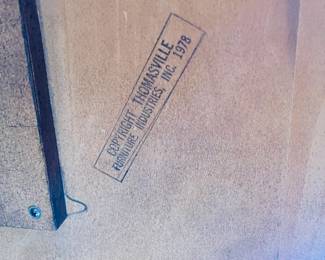 COPYRIGHT THOMASVILLE
FURNITURE INDUSTRIES, INC. 1978